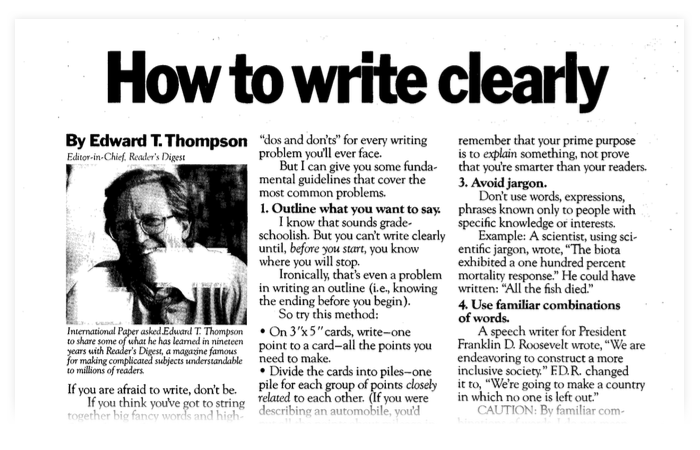 How to write clearly
By Edward T. Thompson
Editor-in-Chief, Reader's Digest
International Paper asked Edward T. Thompson
to share some of what he has learned in nineteen
years with Reader's Digest, a magazine famous
for making complicated subjects understandable
to millions of readers.
If you are afraid to write, don't be.
If you think you've got to string
together big fancy words and high-
"dos and don'ts" for every writing
problem you'll ever face.
But I can give you some funda-
mental guidelines that cover the
most common problems.
1. Outline what you want to say.
I know that sounds grade-
schoolish. But you can't write clearly
until, before you start, you know
where you will stop.
Ironically, that's even a problem
in writing an outline (i.e., knowing
the ending before you begin).
So try this method:
• On 3"x 5" cards, write—one
point to a card—all the points you
need to make.
• Divide the cards into piles—one
pile for each group of points closely
related to each other. (If you were
describing an automobile, you'd
remember that your prime purpose
is to explain something, not prove
that you're smarter than your readers.
3. Avoid jargon.
Don't use words, expressions,
phrases known only to people with
specific knowledge or interests.
Example: A scientist, using sci-
entific jargon, wrote, "The biota
exhibited a one hundred percent
mortality response." He could have
written: "All the fish died."
4. Use familiar combinations
of words.
A speech writer for President
Franklin D. Roosevelt wrote, "We are
endeavoring to construct a more
inclusive society." F.D.R. changed
it to, "We're going to make a country
in which no one is left out."
CAUTION: By familiar com-